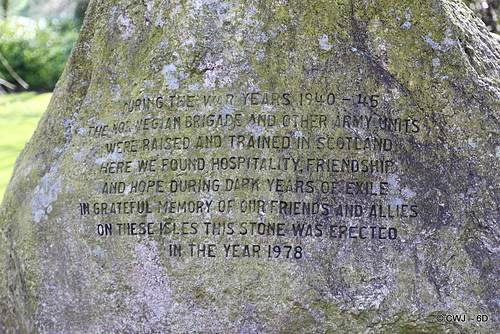 DURING THE WAR YEARS 1940 - 45
THE NORWEGIAN BRIGADE AND OTHER ARMY UNITS
WERE RAISED AND TRAINED IN SCOTLAND.
HERE WE FOUND HOSPITALITY, FRIENDSHIP
AND HOPE DURING DARK YEARS OF EXILE.
IN GRATEFUL MEMORY OF OUR FRIENDS AND ALLIES
ON THESE ISLES THIS STONE WAS ERECTED
IN THE YEAR 1978
© CWJ - 6D